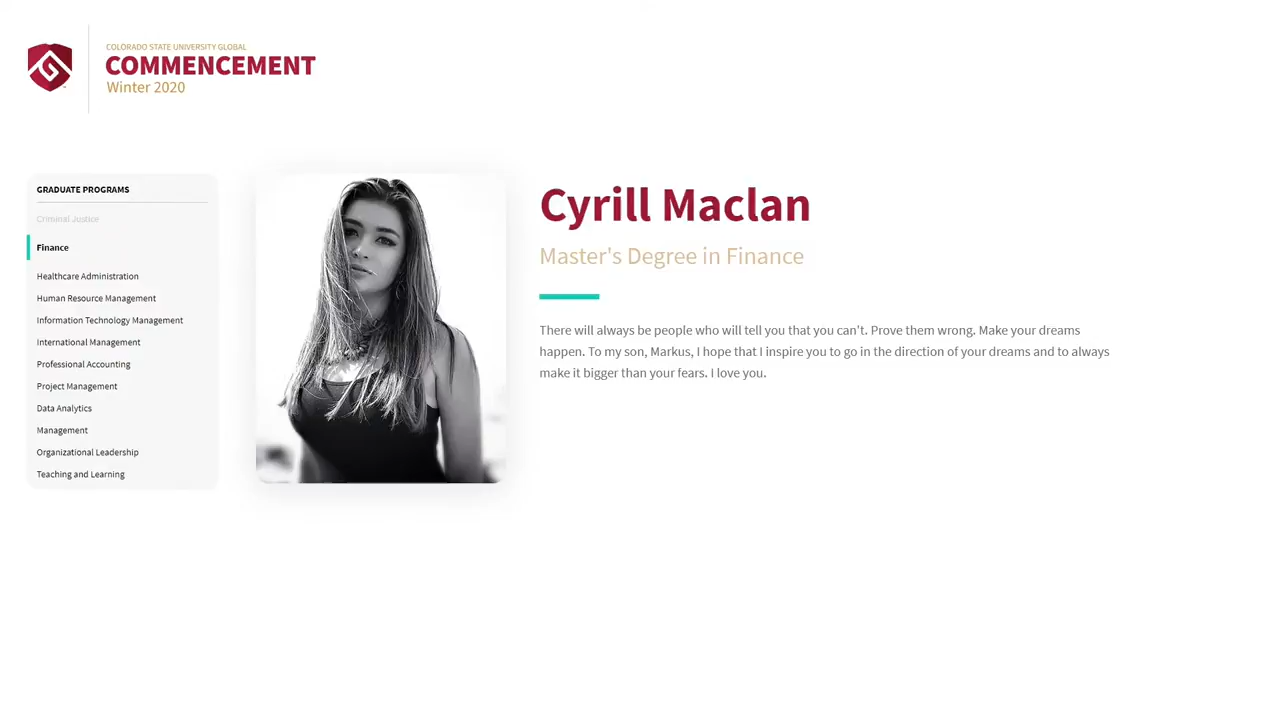 COLORADO STATE UNIVERSITY GLOBAL
COMMENCEMENT
Winter 2020
GRADUATE PROGRAMS
Criminal Justice
Finance
Healthcare Administration
Human Resource Management
Information Technology Management
International Management
Professional Accounting
Project Management
Data Analytics
Management
Organizational Leadership
Teaching and Learning
Cyrill Maclan
Master's Degree in Finance
There will always be people who will tell you that you can't. Prove them wrong. Make your dreams
happen. To my son, Markus, I hope that I inspire you to go in the direction of your dreams and to always
make it bigger than your fears. I love you.